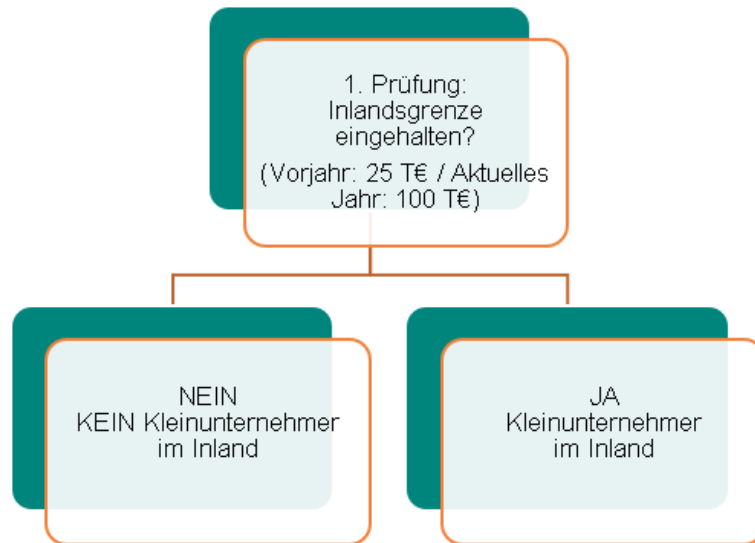 1. Prüfung:
Inlandsgrenze
eingehalten?
(Vorjahr: 25 T€ / Aktuelles
Jahr: 100 T€)
NEIN
KEIN Kleinunternehmer
im Inland
JA
Kleinunternehmer
im Inland